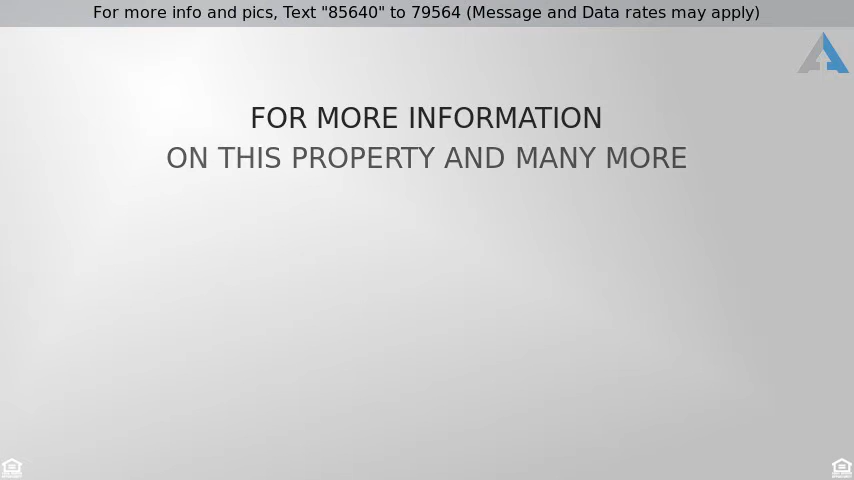 For more info and pics, Text "85640" to 79564 (Message and Data rates may apply)
FOR MORE INFORMATION
ON THIS PROPERTY AND MANY MORE